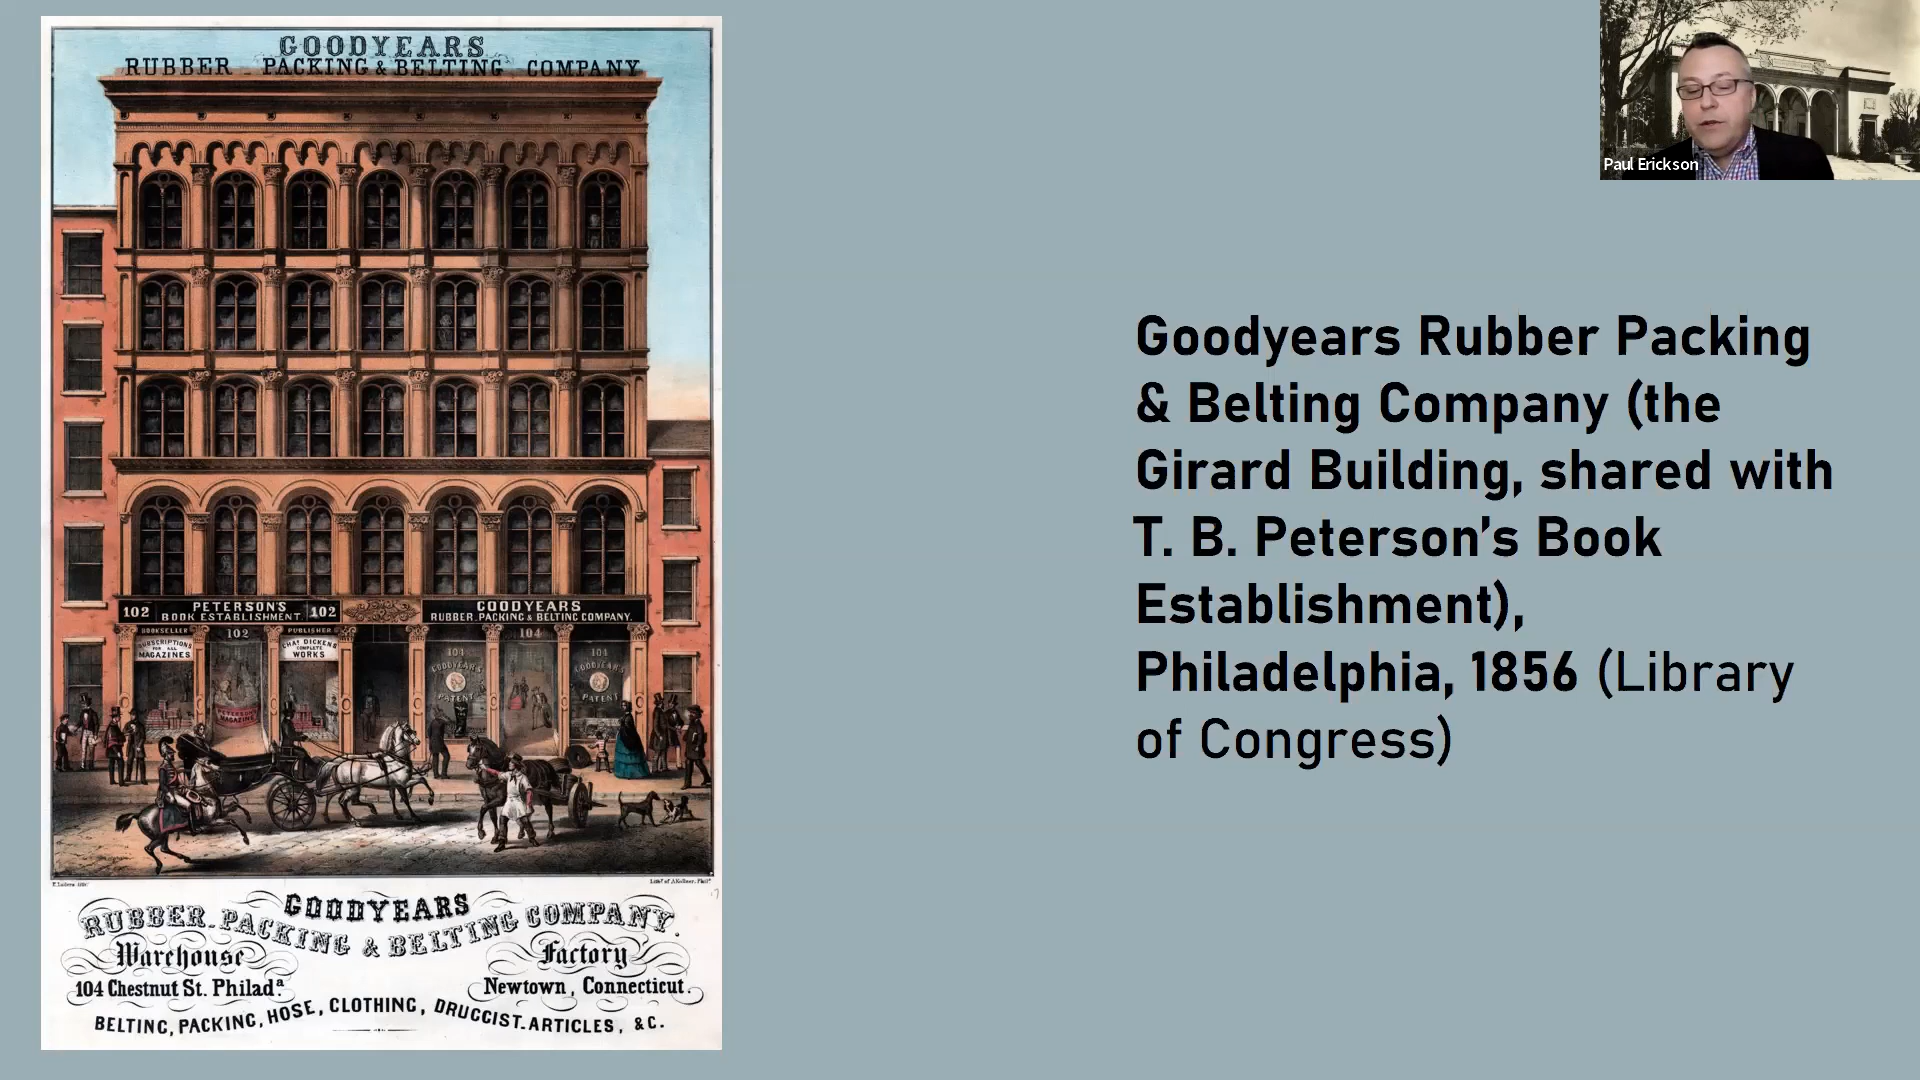 GOODYEARS
RUBBER PACKING & BELTING COMPANY
102 PETERSON'S BOOK ESTABLISHMENT. 102
GOODYEARS
RUBBER. PACKING & BELTING COMPANY.
BOOKSELLER 102 PUBLISHER
SUBSCRIPTIONS
FOR ALL
MAGAZINES
CHAS DICKENS
COMPLETE
WORKS
104
104
GOODYEAR'S
PATENT
104
GOODYEAR'S
PATENT
PETERSON'S
MAGAZINE
GOODYEARS
RUBBER-PACKING & BELTING COMPANY.
Warehouse
104 Chestnut St. Philada.
Factory
Newtown, Connecticut.
BELTING, PACKING, HOSE, CLOTHING, DRUGGIST-ARTICLES, &C.
Goodyears Rubber Packing
& Belting Company (the
Girard Building, shared with
T. B. Peterson’s Book
Establishment),
Philadelphia, 1856 (Library
of Congress)
Paul Erickson